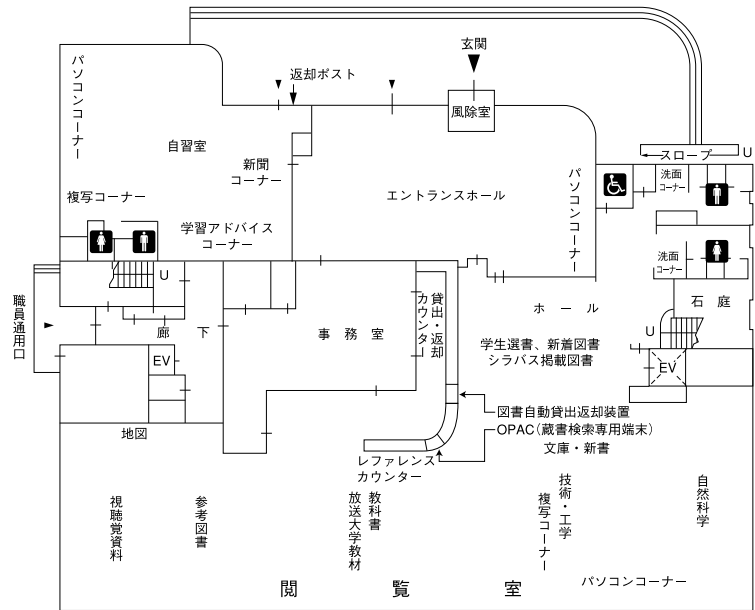 玄関
返却ポスト
風除室
パソコンコーナー
自習室
新聞
コーナー
エントランスホール
パソコンコーナー
スロープ
U
洗面
コーナー
複写コーナー
学習アドバイス
コーナー
洗面
コーナー
U
職員通用口
廊下
事務室
貸出・返却
カウンター
ホール
石庭
U
学生選書、新着図書
シラバス掲載図書
EV
EV
図書自動貸出返却装置
OPAC(蔵書検索専用端末)
文庫・新書
地図
レファレンス
カウンター
視聴覚資料
参考図書
教科書
放送大学教材
技術・工学
複写コーナー
自然科学
パソコンコーナー
閲覧室